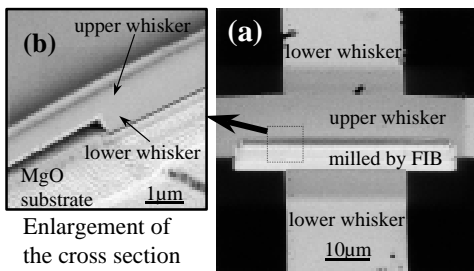 (b)
upper whisker
lower whisker
MgO
substrate
1μm
Enlargement of
the cross section
(a)
lower whisker
upper whisker
milled by FIB
lower whisker
10μm